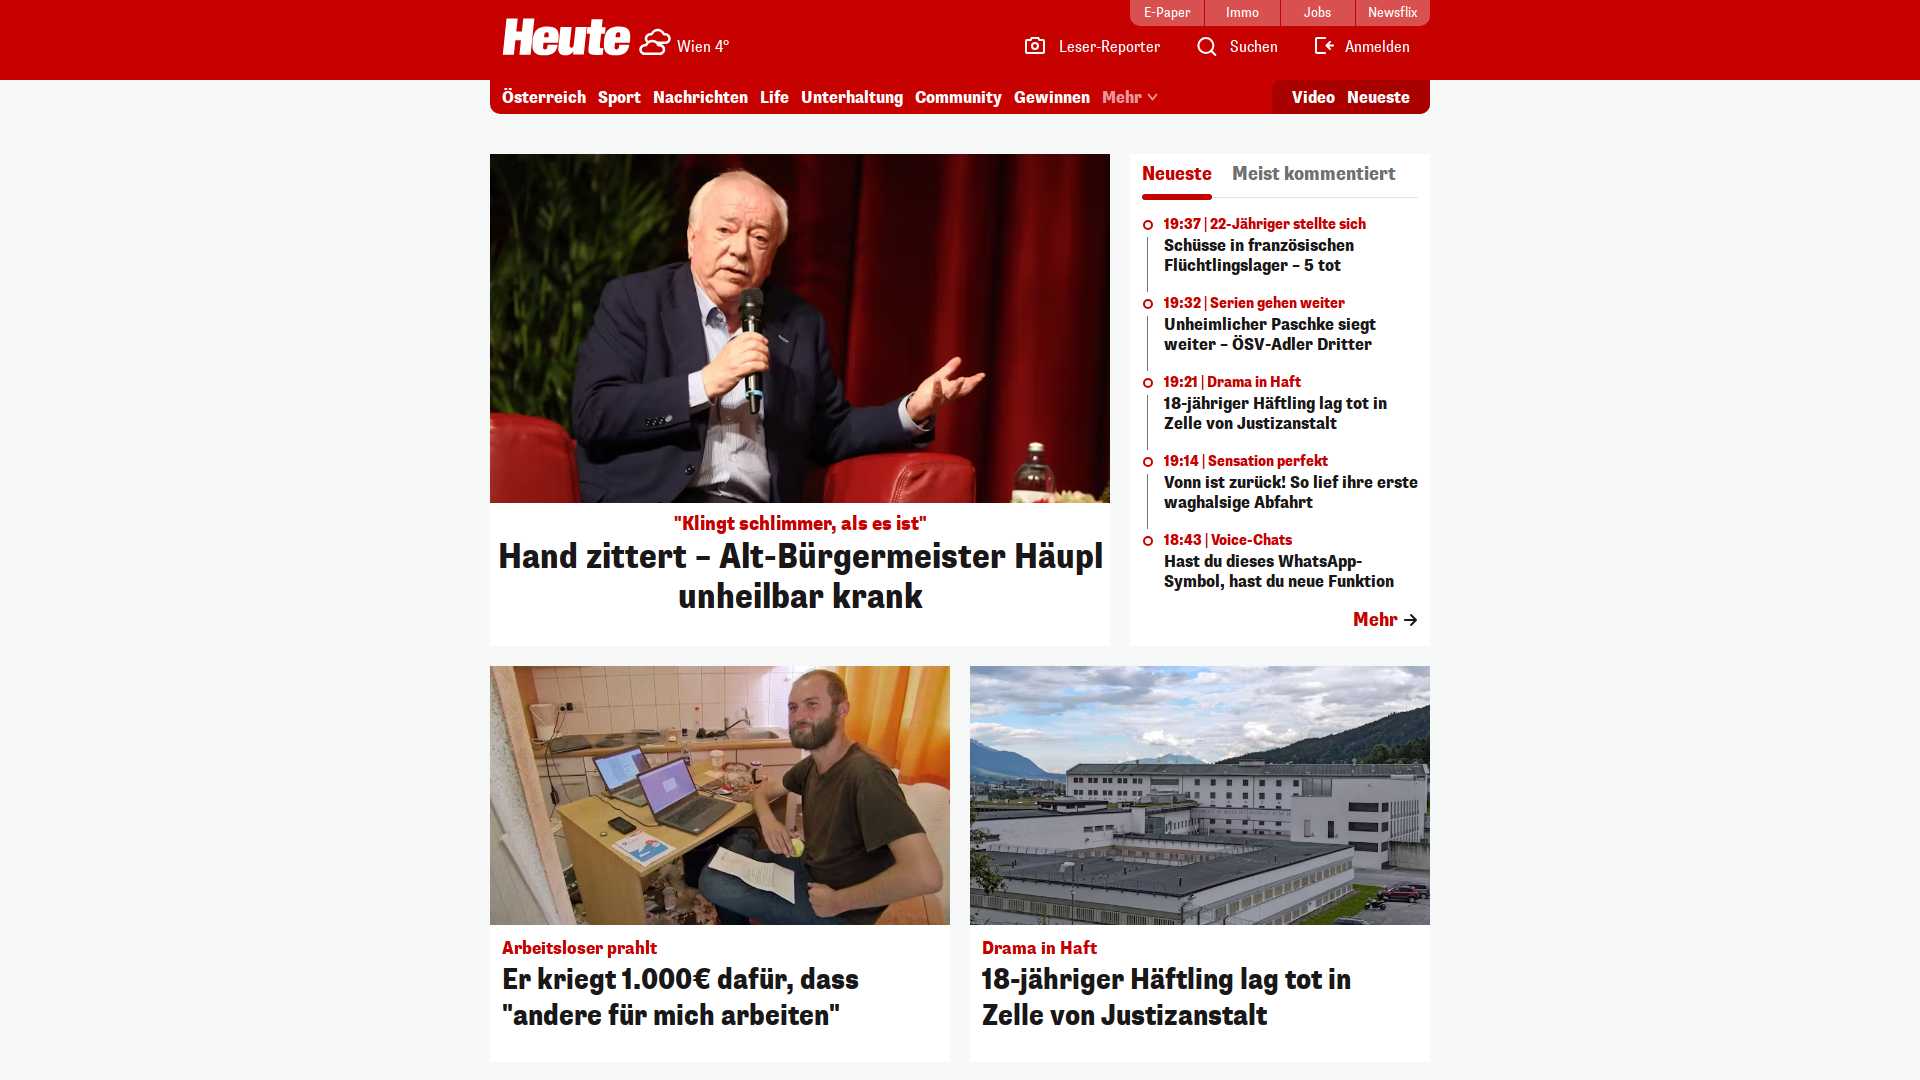 E-Paper
Immo
Jobs
Newsflix
Heute
Wien 4°
Leser-Reporter
Suchen
Anmelden
Österreich
Sport
Nachrichten
Life
Unterhaltung
Community
Gewinnen
Mehr
Video
Neueste
Neueste
Meist kommentiert
19:37 | 22-Jähriger stellte sich
Schüsse in französischen
Flüchtlingslager – 5 tot
19:32 | Serien gehen weiter
Unheimlicher Paschke siegt
weiter – ÖSV-Adler Dritter
19:21 | Drama in Haft
18-jähriger Häftling lag tot in
Zelle von Justizanstalt
19:14 | Sensation perfekt
Vonn ist zurück! So lief ihre erste
waghalsige Abfahrt
18:43 | Voice-Chats
Hast du dieses WhatsApp-
Symbol, hast du neue Funktion
Mehr
"Klingt schlimmer, als es ist"
Hand zittert – Alt-Bürgermeister Häupl
unheilbar krank
Arbeitsloser prahlt
Er kriegt 1.000€ dafür, dass
"andere für mich arbeiten"
Drama in Haft
18-jähriger Häftling lag tot in
Zelle von Justizanstalt